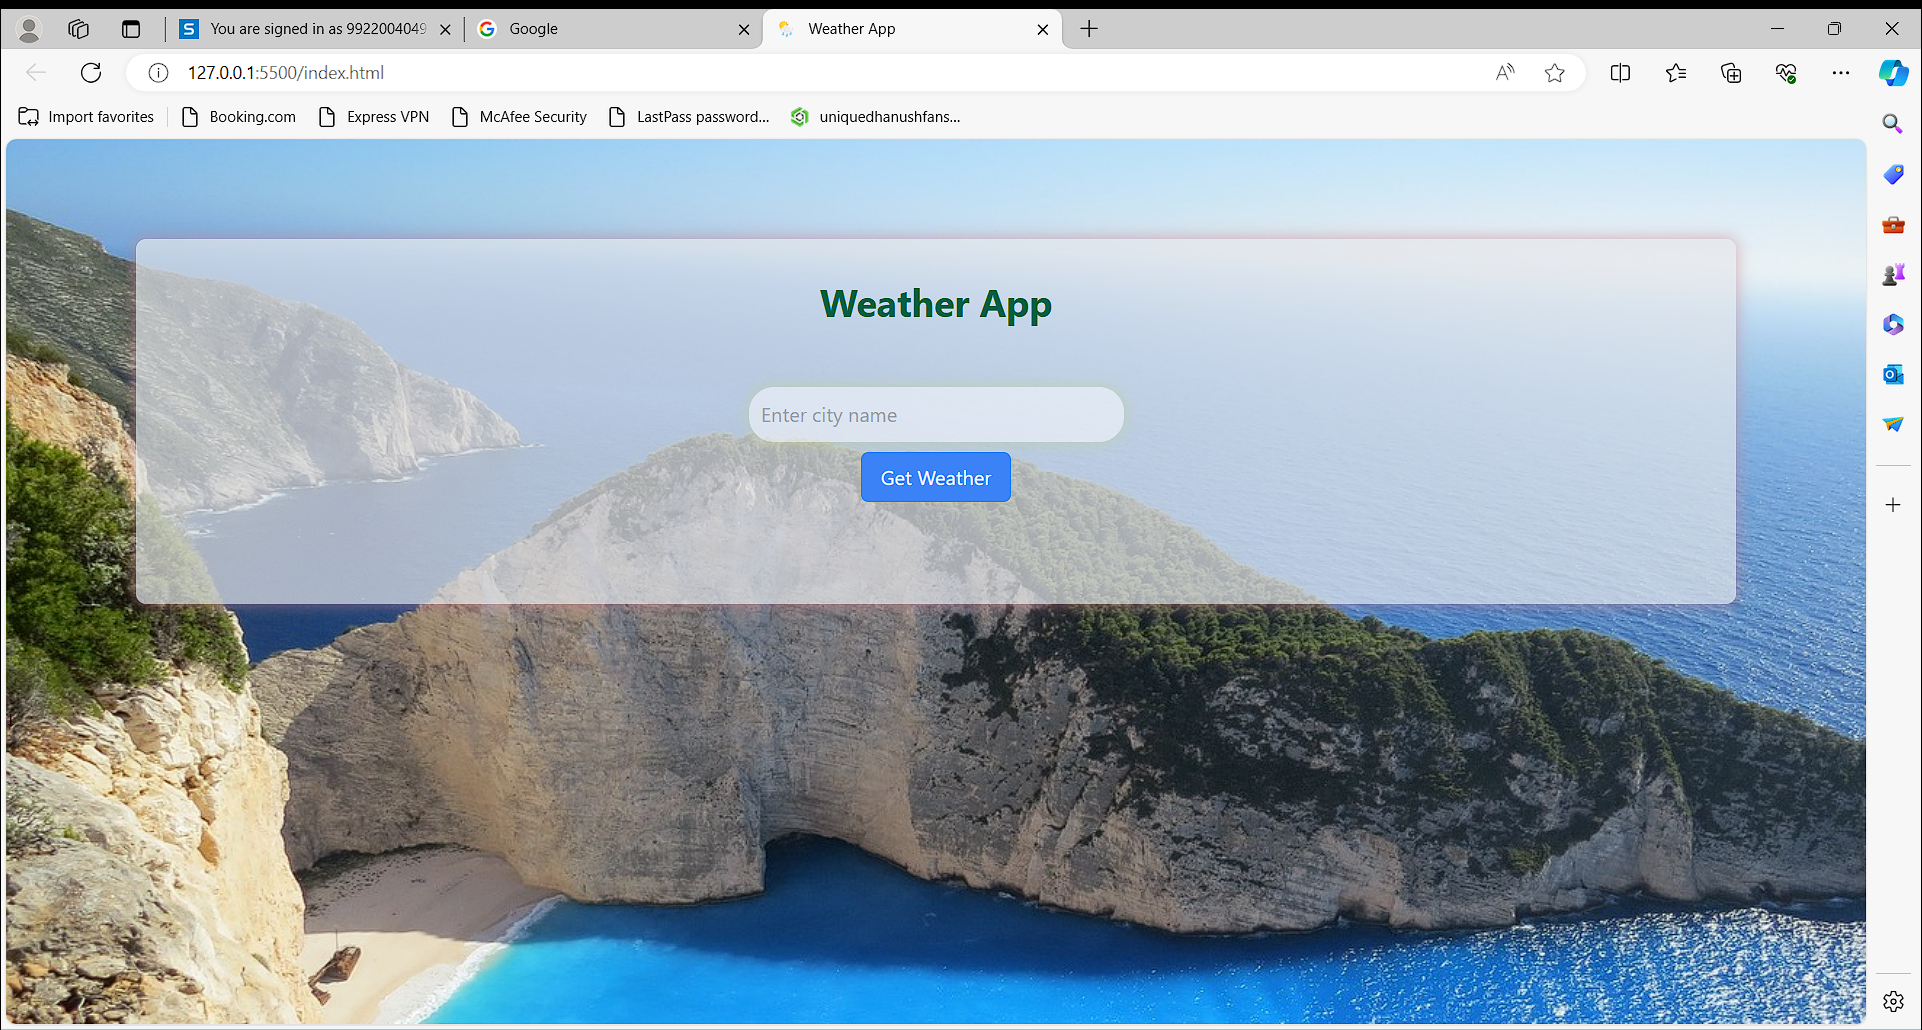 You are signed in as 9922004049
Google
Weather App
127.0.0.1:5500/index.html
Import favorites
Booking.com
Express VPN
McAfee Security
LastPass password...
uniquedhanushfans...
Weather App
Enter city name
Get Weather